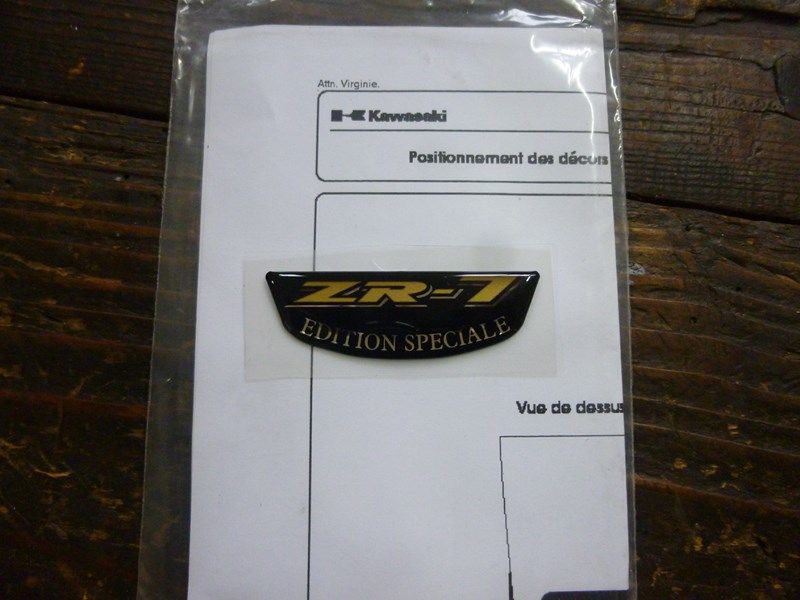 Attn. Virginie.
Kawasaki
Positionnement des décors
ZR-7
EDITION SPECIALE
Vue de dessus